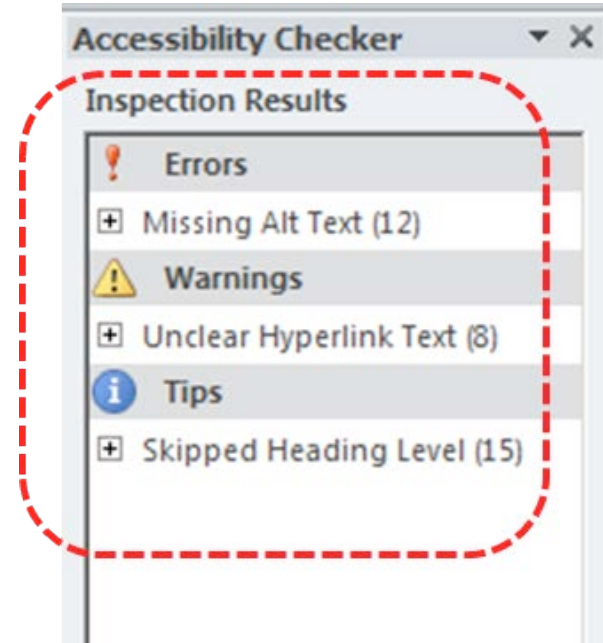 Accessibility Checker
Inspection Results
Errors
Missing Alt Text (12)
Warnings
Unclear Hyperlink Text (8)
Tips
Skipped Heading Level (15)